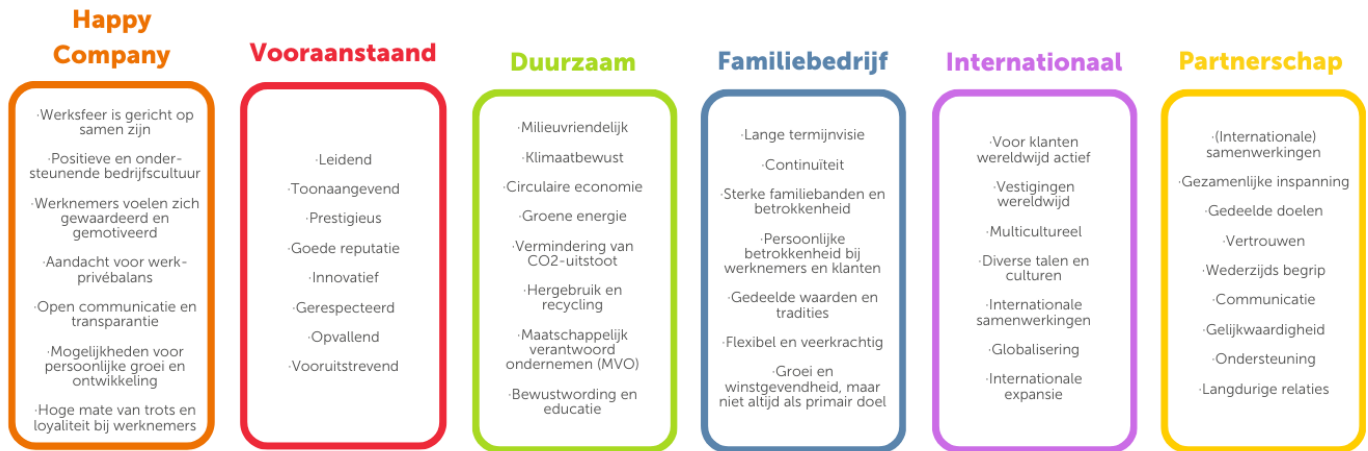 Happy
Company
·Werksfeer is gericht op
samen zijn
·Positieve en onder-
steunende bedrijfscultuur
·Werknemers voelen zich
gewaardeerd en
gemotiveerd
·Aandacht voor werk-
privébalans
·Open communicatie en
transparantie
·Mogelijkheden voor
persoonlijke groei en
ontwikkeling
·Hoge mate van trots en
loyaliteit bij werknemers
Vooraanstaand
·Leidend
·Toonaangevend
·Prestigieus
·Goede reputatie
·Innovatief
·Gerespecteerd
·Opvallend
·Vooruitstrevend
Duurzaam
·Milieuvriendelijk
·Klimaatbewust
·Circulaire economie
·Groene energie
·Vermindering van
CO2-uitstoot
·Hergebruik en
recycling
·Maatschappelijk
verantwoord
ondernemen (MVO)
·Bewustwording en
educatie
Familiebedrijf
·Lange termijnvisie
·Continuïteit
·Sterke familiebanden en
betrokkenheid
·Persoonlijke
betrokkenheid bij
werknemers en klanten
·Gedeelde waarden en
tradities
·Flexibel en veerkrachtig
·Groei en
winstgevendheid, maar
niet altijd als primair doel
Internationaal
·Voor klanten
wereldwijd actief
·Vestigingen
wereldwijd
·Multicultureel
·Diverse talen en
culturen
·Internationale
samenwerkingen
·Globalisering
·Internationale
expansie
Partnerschap
·(Internationale)
samenwerkingen
·Gezamenlijke inspanning
·Gedeelde doelen
·Vertrouwen
·Wederzijds begrip
·Communicatie
·Gelijkwaardigheid
·Ondersteuning
·Langdurige relaties